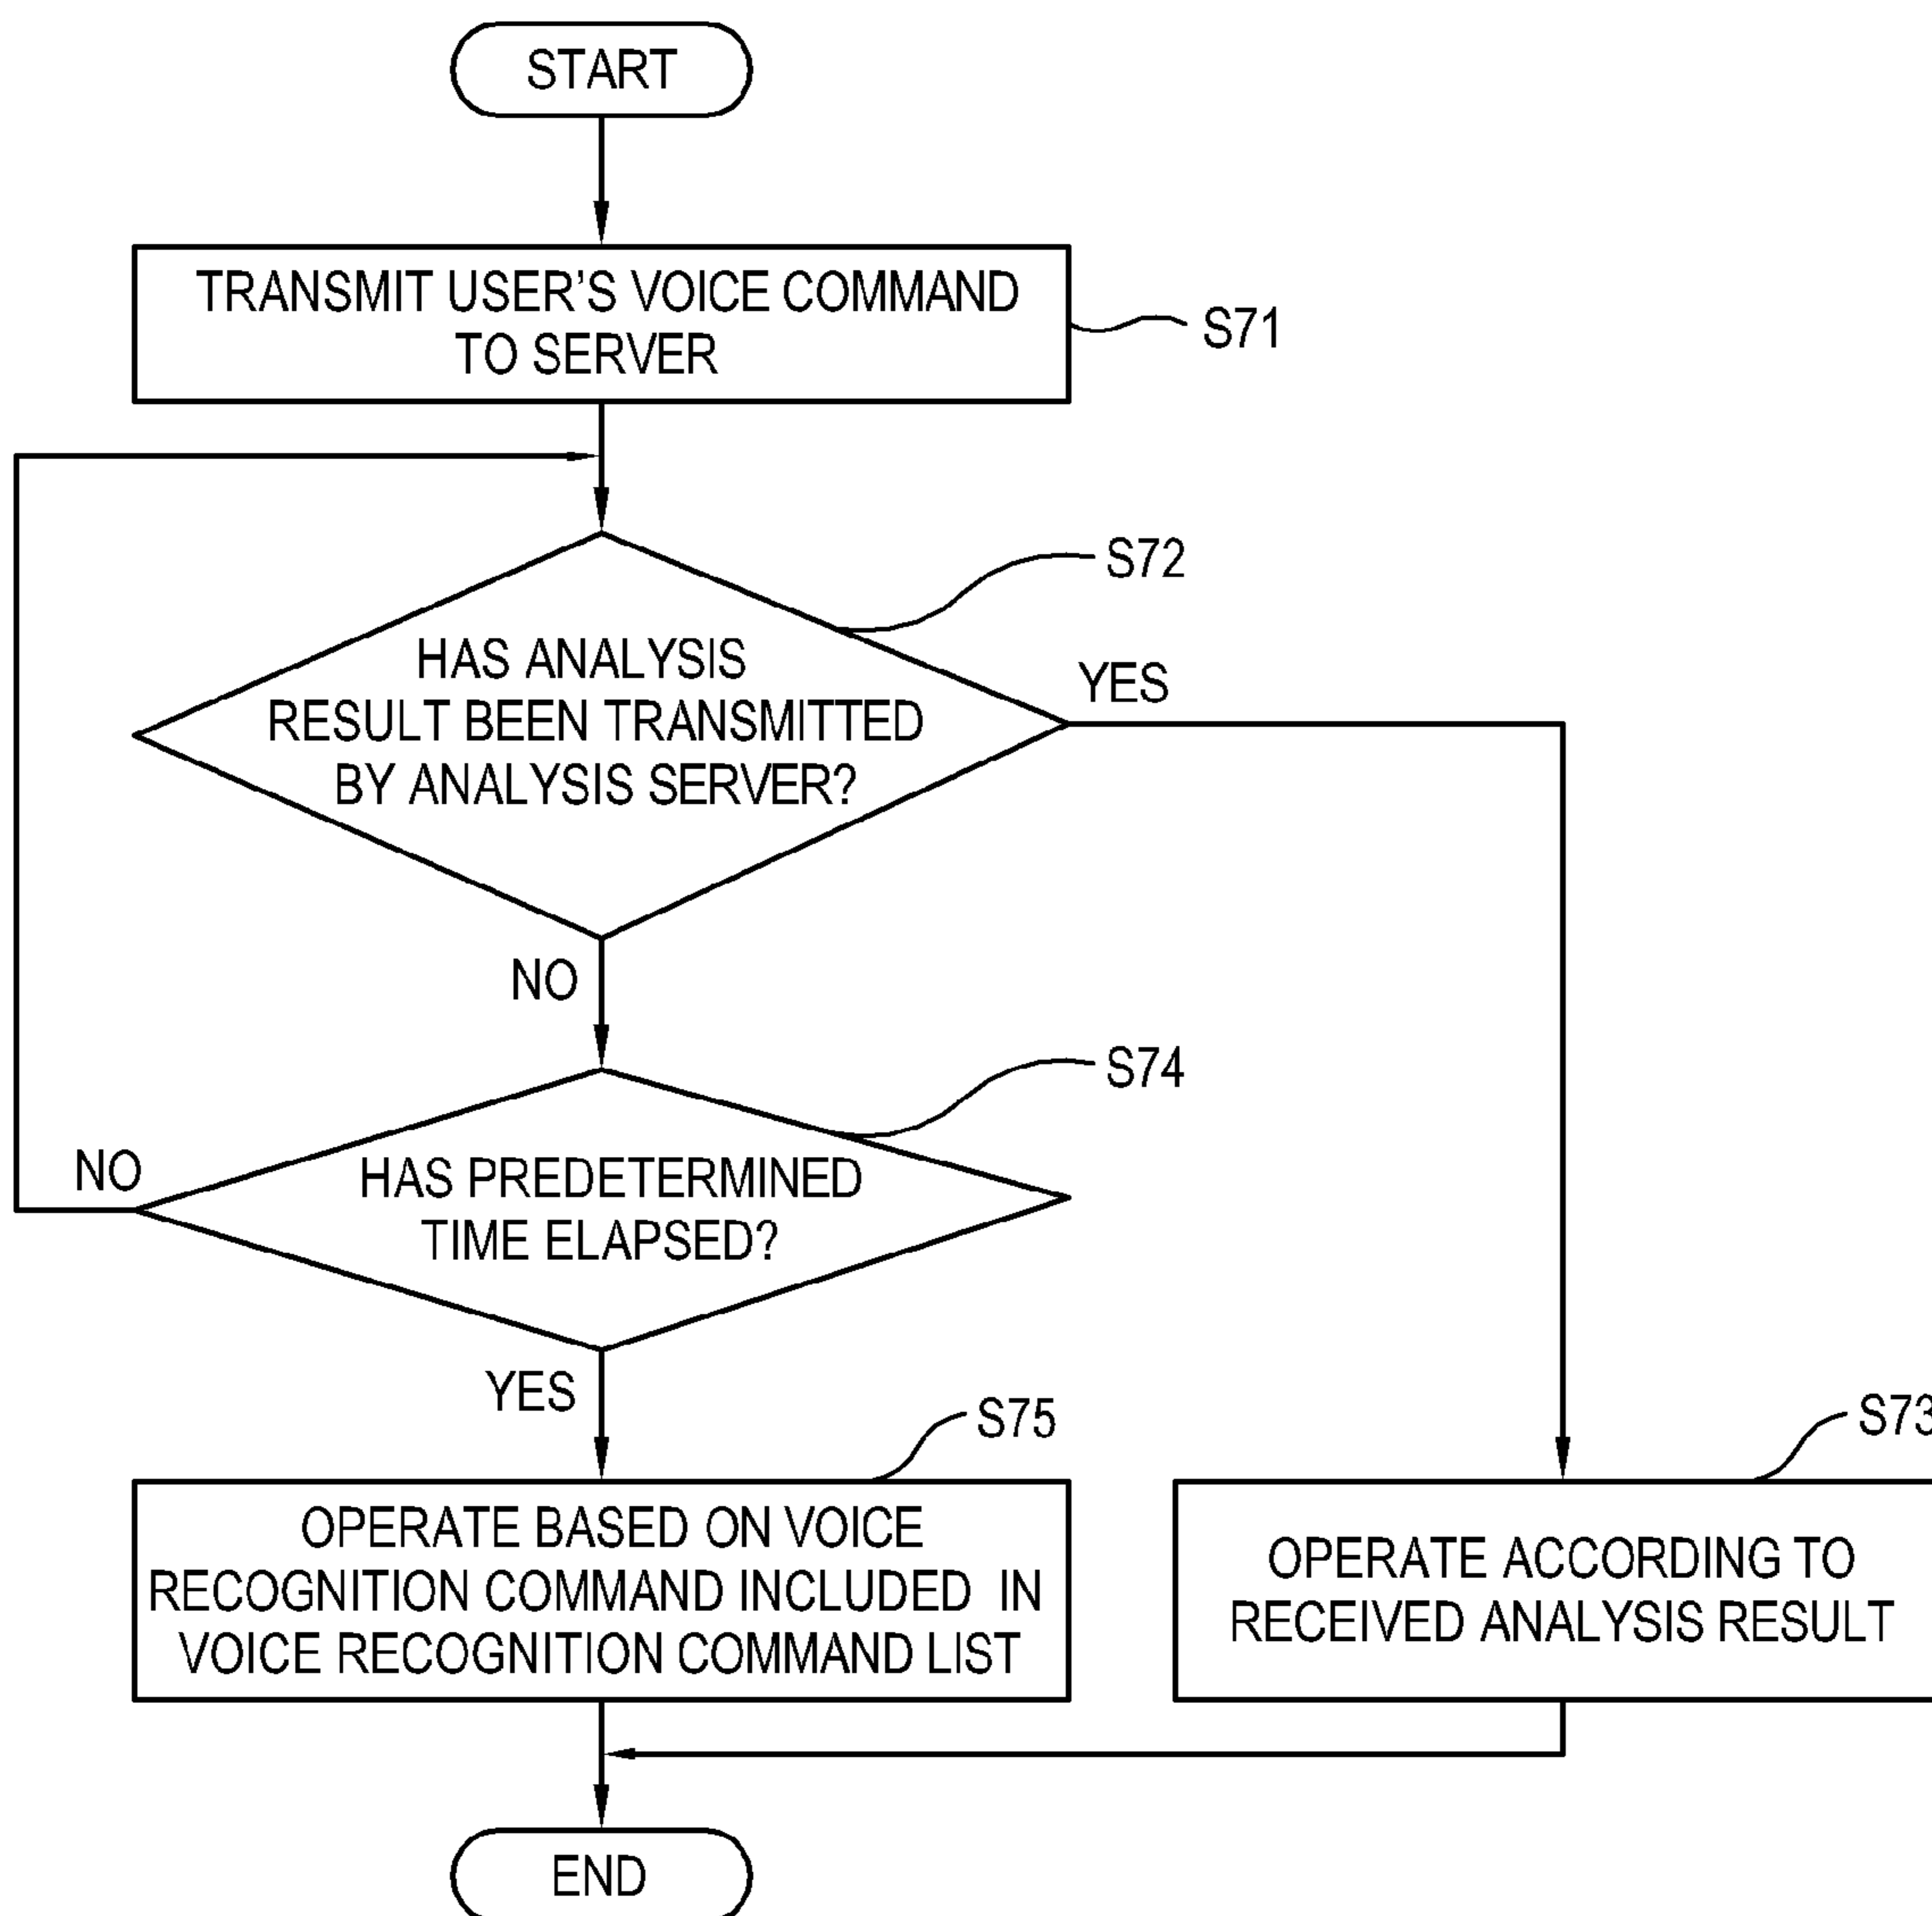 START
TRANSMIT USER'S VOICE COMMAND
TO SERVER
S71
S72
HAS ANALYSIS
RESULT BEEN TRANSMITTED
BY ANALYSIS SERVER?
YES
NO
S74
HAS PREDETERMINED
TIME ELAPSED?
NO
YES
S75
OPERATE BASED ON VOICE
RECOGNITION COMMAND INCLUDED IN
VOICE RECOGNITION COMMAND LIST
S73
OPERATE ACCORDING TO
RECEIVED ANALYSIS RESULT
END